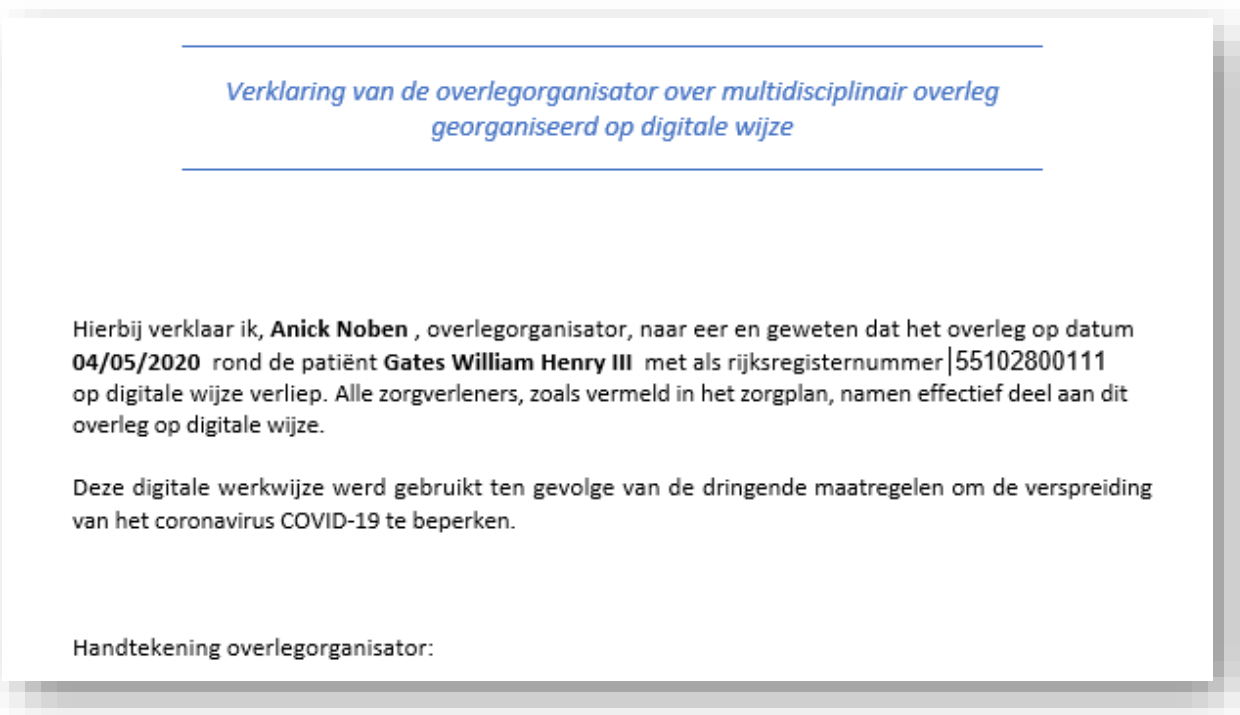 Verklaring van de overlegorganisator over multidisciplinair overleg
georganiseerd op digitale wijze
Hierbij verklaar ik, Anick Noben , overlegorganisator, naar eer en geweten dat het overleg op datum
04/05/2020 rond de patiënt Gates William Henry III met als rijksregisternummer 55102800111
op digitale wijze verliep. Alle zorgverleners, zoals vermeld in het zorgplan, namen effectief deel aan dit
overleg op digitale wijze.
Deze digitale werkwijze werd gebruikt ten gevolge van de dringende maatregelen om de verspreiding
van het coronavirus COVID-19 te beperken.
Handtekening overlegorganisator: